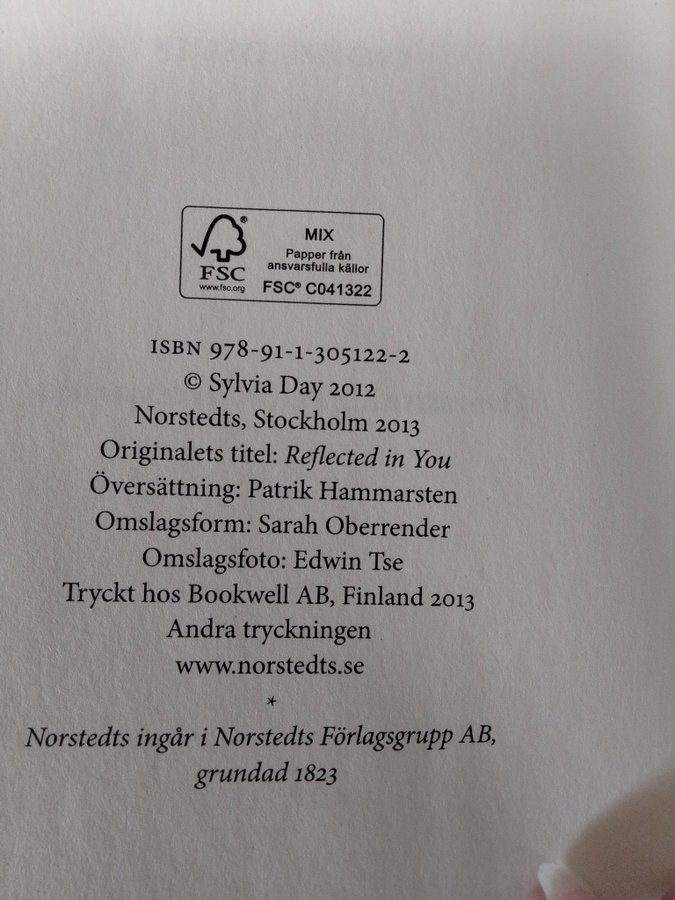 MIX
Papper från
ansvarsfulla källor
FSC® C041322
®
FSC
www.fsc.org
ISBN 978-91-1-305122-2
© Sylvia Day 2012
Norstedts, Stockholm 2013
Originalets titel: Reflected in You
Översättning: Patrik Hammarsten
Omslagsform: Sarah Oberrender
Omslagsfoto: Edwin Tse
Tryckt hos Bookwell AB, Finland 2013
Andra tryckningen
www.norstedts.se
*
Norstedts ingår i Norstedts Förlagsgrupp AB,
grundad 1823